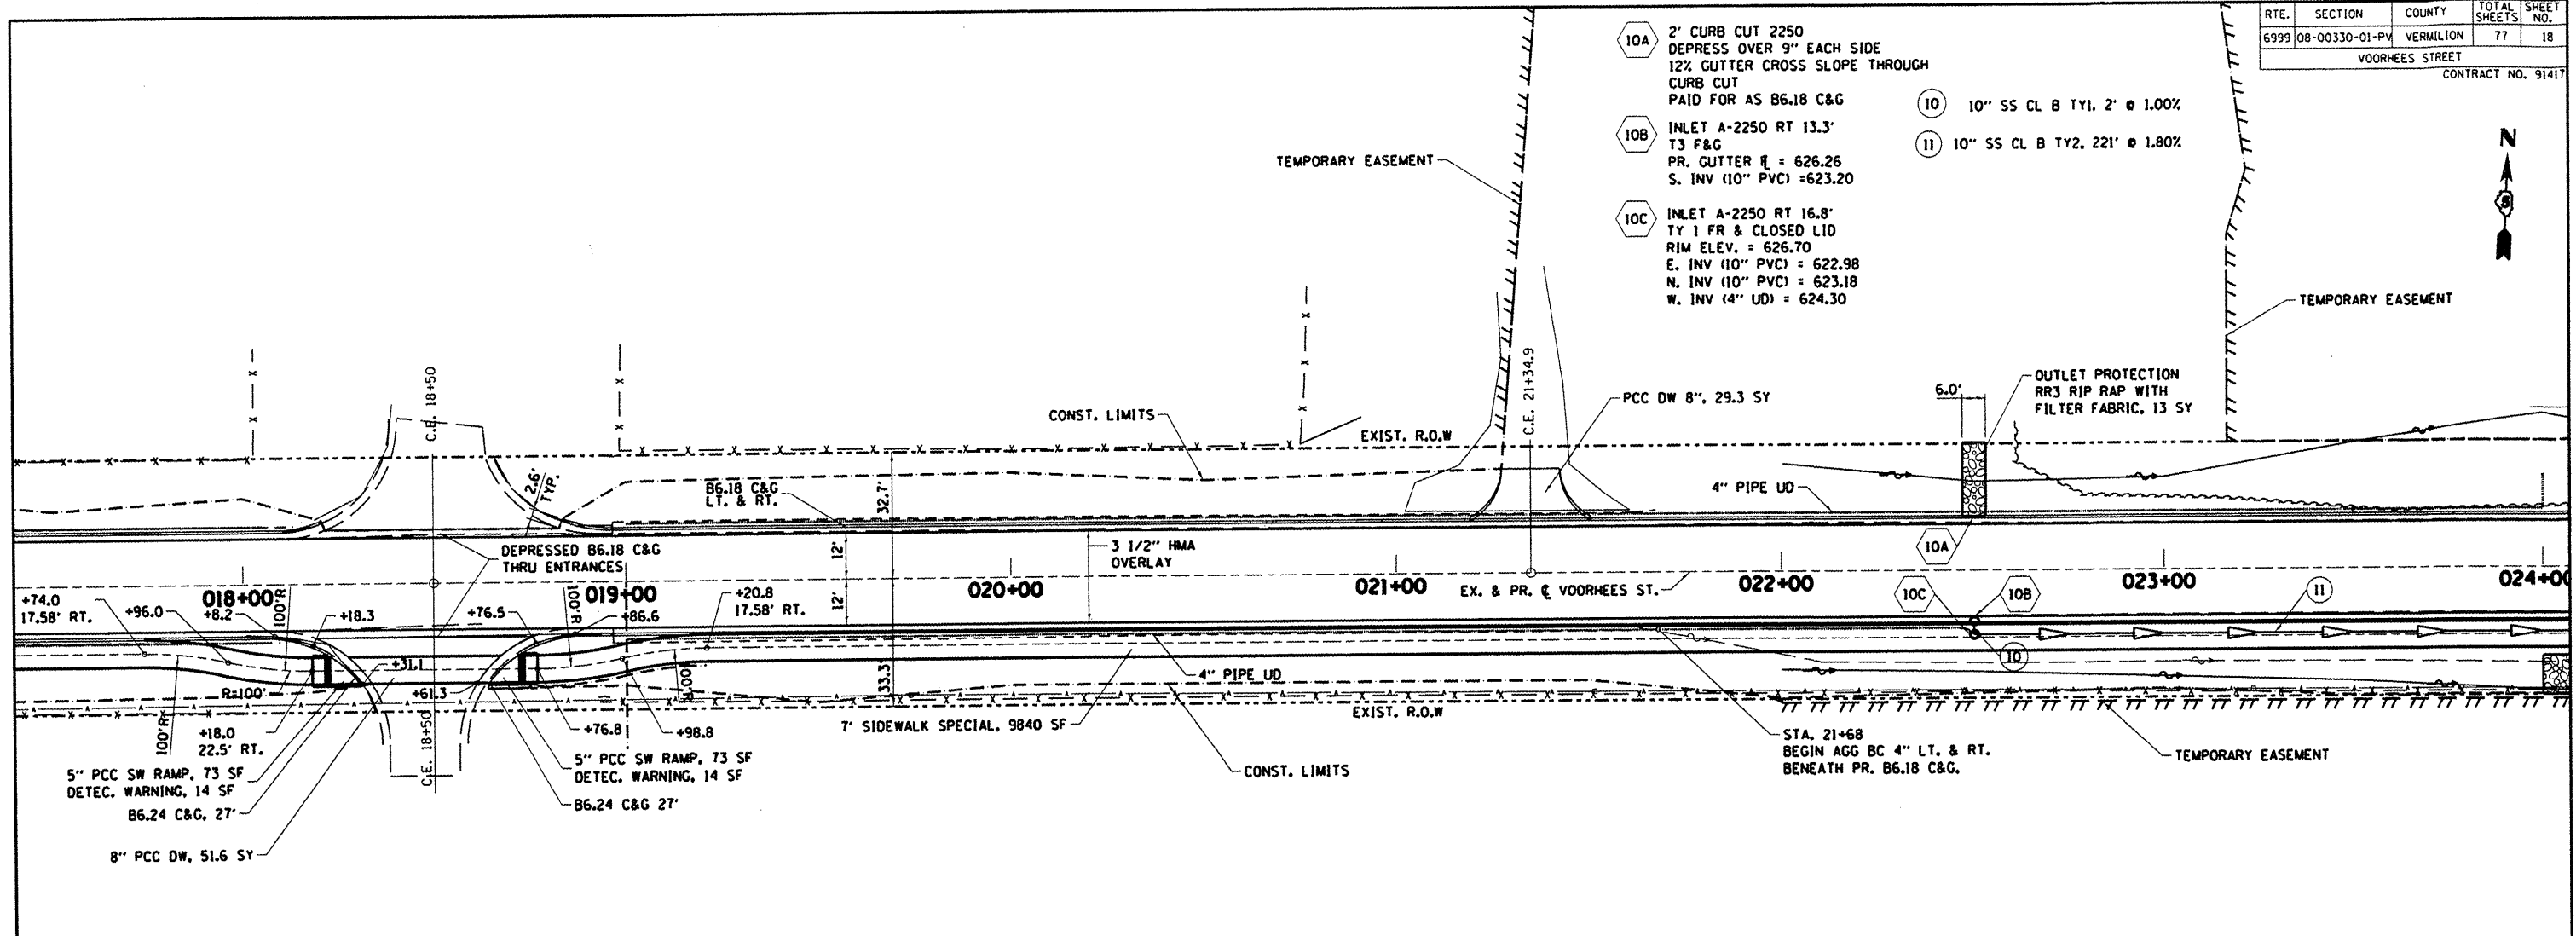 RTE. SECTION COUNTY TOTAL SHEETS SHEET NO.
6999 08-00330-01-PV VERMILION 77 18
VOORHEES STREET
CONTRACT NO. 91417
10A
2' CURB CUT 2250
DEPRESS OVER 9" EACH SIDE
12% GUTTER CROSS SLOPE THROUGH
CURB CUT
PAID FOR AS B6.18 C&G
10B
INLET A-2250 RT 13.3'
T3 F&G
PR. GUTTER ℄ = 626.26
S. INV (10" PVC) =623.20
10C
INLET A-2250 RT 16.8'
TY 1 FR & CLOSED LID
RIM ELEV. = 626.70
E. INV (10" PVC) = 622.98
N. INV (10" PVC) = 623.18
W. INV (4" UD) = 624.30
10 10" SS CL B TY1, 2' @ 1.00%
11 10" SS CL B TY2, 221' @ 1.80%
N
S
TEMPORARY EASEMENT
TEMPORARY EASEMENT
C.E. 18+50
C.E. 21+34.9
CONST. LIMITS
EXIST. R.O.W
PCC DW 8", 29.3 SY
6.0'
OUTLET PROTECTION
RR3 RIP RAP WITH
FILTER FABRIC, 13 SY
2.6'
TYP.
B6.18 C&G
LT. & RT.
32.7'
4" PIPE UD
DEPRESSED B6.18 C&G
THRU ENTRANCES
12'
3 1/2" HMA
OVERLAY
10A
018+00
019+00
020+00
021+00
EX. & PR. ℄ VOORHEES ST.
022+00
023+00
024+00
+74.0
17.58' RT.
+96.0
+8.2
100'R
+18.3
+76.5
100'R
+86.6
+20.8
17.58' RT.
12'
10C
10B
11
10
+31.1
R=100'
+61.3
100'R
33.3'
4" PIPE UD
100'R
+18.0
22.5' RT.
C.E. 18+50
+76.8
+98.8
7' SIDEWALK SPECIAL, 9840 SF
EXIST. R.O.W
5" PCC SW RAMP, 73 SF
DETEC. WARNING, 14 SF
B6.24 C&G, 27'
8" PCC DW, 51.6 SY
5" PCC SW RAMP, 73 SF
DETEC. WARNING, 14 SF
B6.24 C&G 27'
CONST. LIMITS
STA. 21+68
BEGIN AGG BC 4" LT. & RT.
BENEATH PR. B6.18 C&G.
TEMPORARY EASEMENT